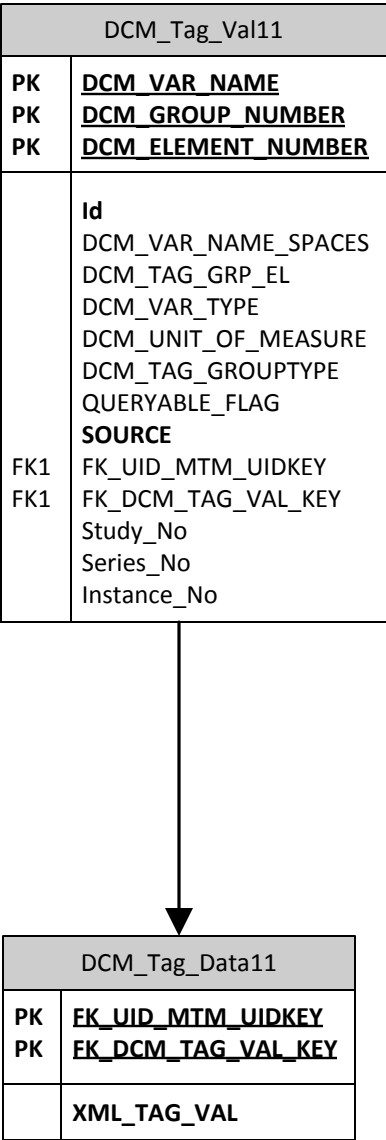 DCM_Tag_Val11
PK DCM_VAR_NAME
PK DCM_GROUP_NUMBER
PK DCM_ELEMENT_NUMBER
Id
DCM_VAR_NAME_SPACES
DCM_TAG_GRP_EL
DCM_VAR_TYPE
DCM_UNIT_OF_MEASURE
DCM_TAG_GROUPTYPE
QUERYABLE_FLAG
SOURCE
FK1 FK_UID_MTM_UIDKEY
FK1 FK_DCM_TAG_VAL_KEY
Study_No
Series_No
Instance_No
DCM_Tag_Data11
PK FK_UID_MTM_UIDKEY
PK FK_DCM_TAG_VAL_KEY
XML_TAG_VAL